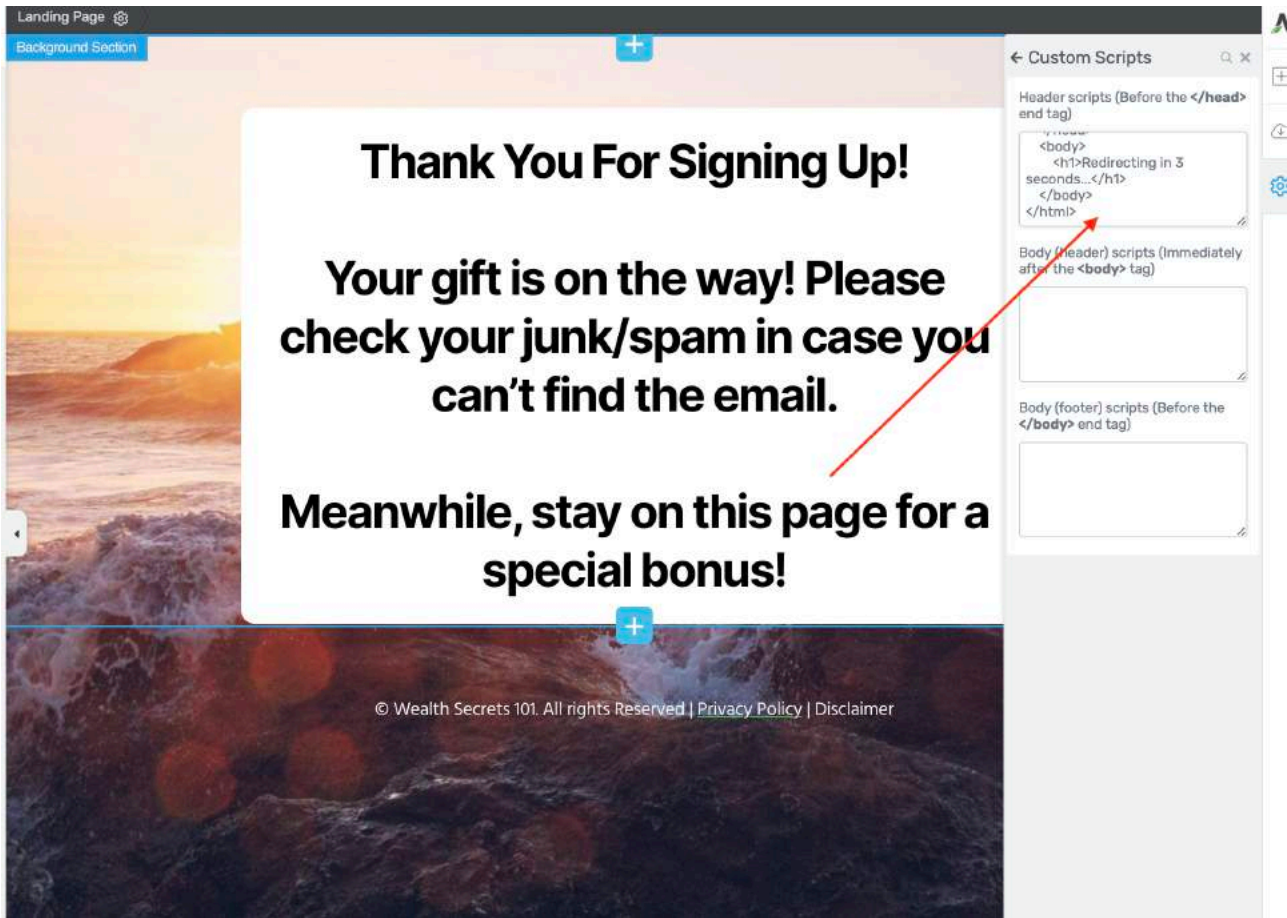 Landing Page
Background Section
Thank You For Signing Up!
Your gift is on the way! Please
check your junk/spam in case you
can't find the email.
Meanwhile, stay on this page for a
special bonus!
© Wealth Secrets 101. All rights Reserved | Privacy Policy | Disclaimer
Custom Scripts
Header scripts (Before the </head>
end tag)
</head>
<body>
<h1>Redirecting in 3
seconds...</h1>
</body>
</html>
Body (header) scripts (Immediately
after the <body> tag)
Body (footer) scripts (Before the
</body> end tag)